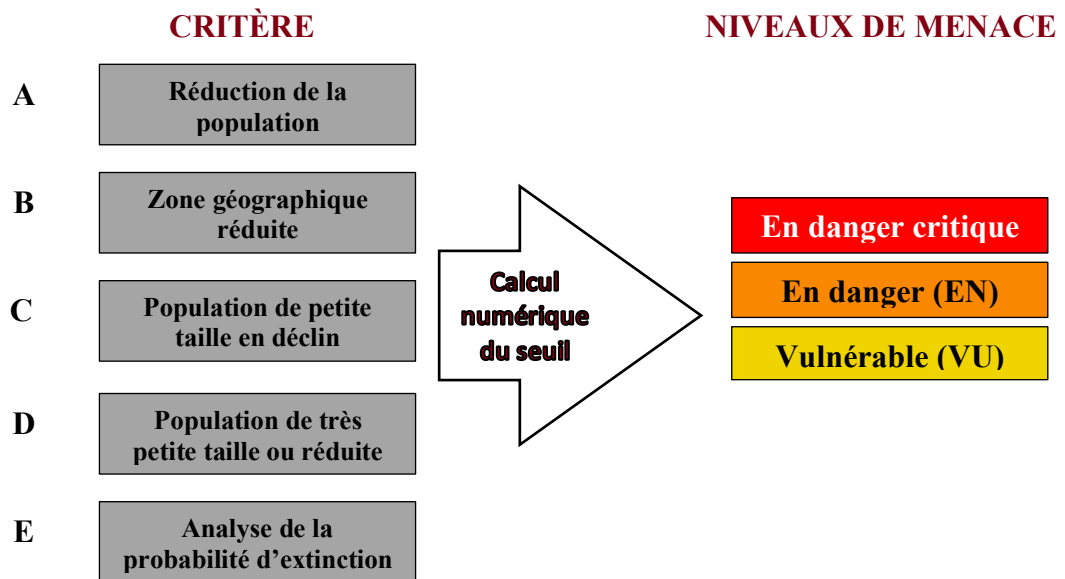 CRITÈRE
NIVEAUX DE MENACE
A
Réduction de la
population
B
Zone géographique
réduite
C
Population de petite
taille en déclin
D
Population de très
petite taille ou réduite
E
Analyse de la
probabilité d'extinction
Calcul
numérique
du seuil
En danger critique
En danger (EN)
Vulnérable (VU)